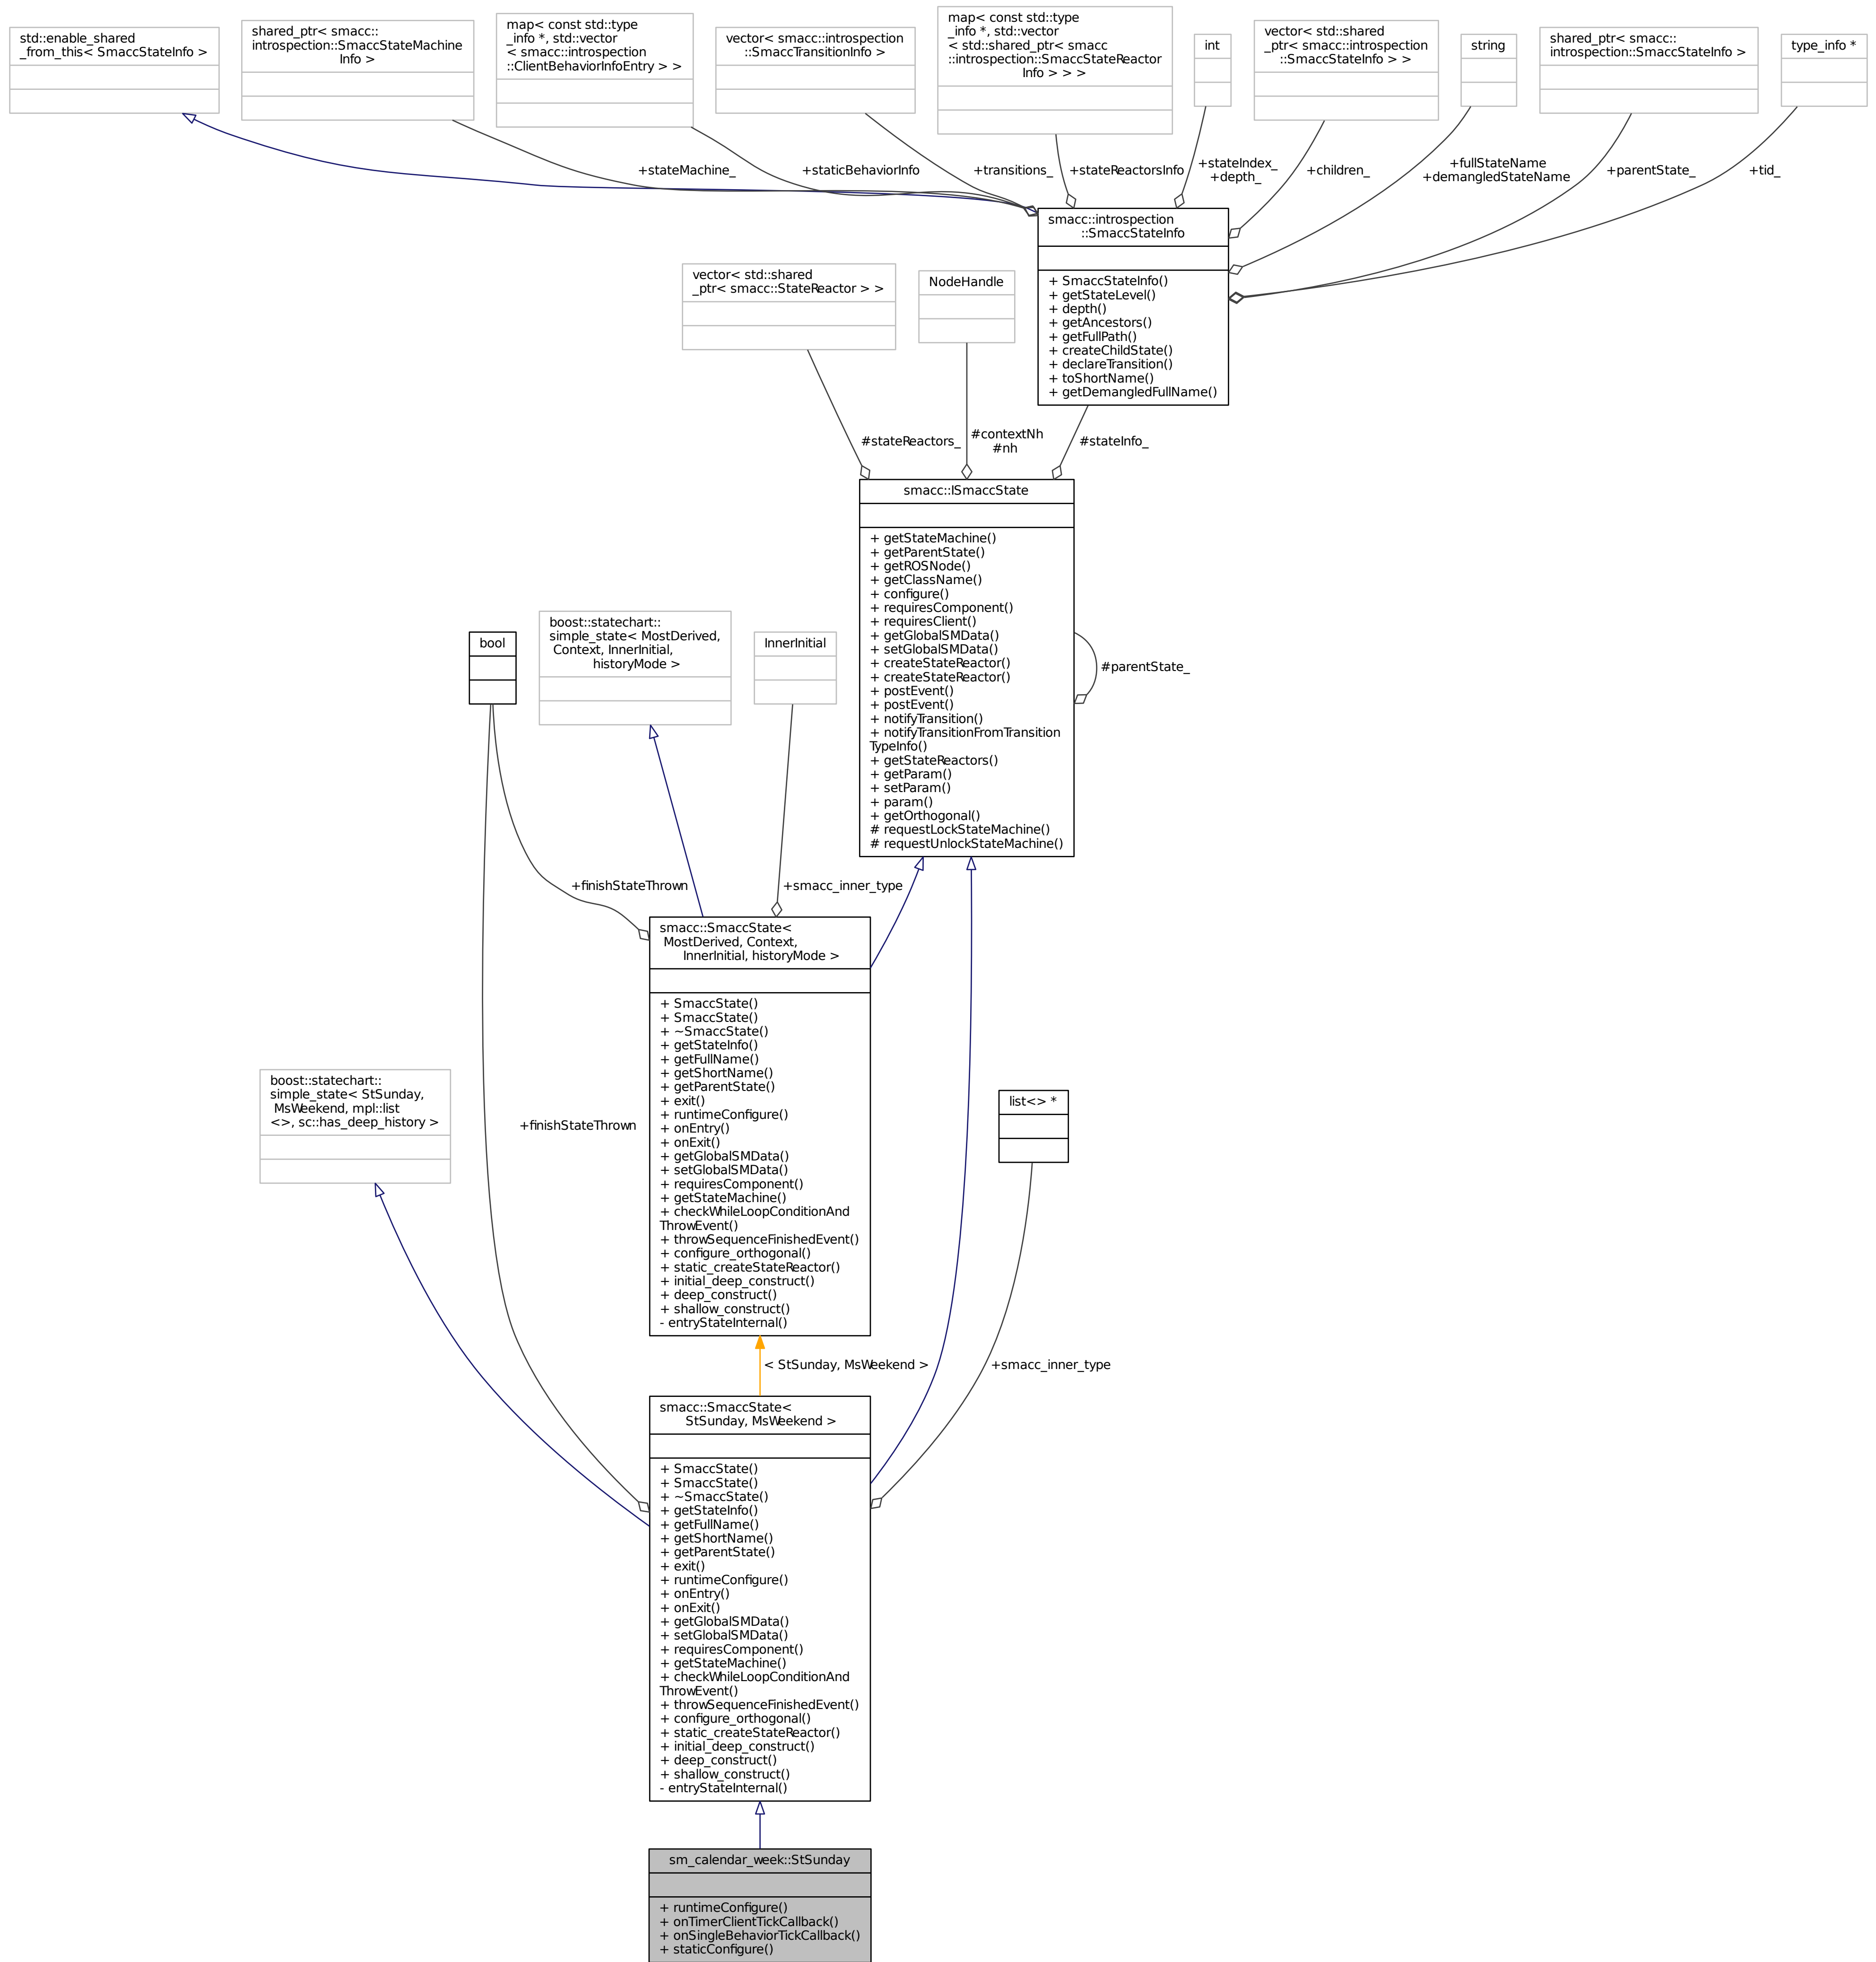 std::enable_shared
_from_this< SmaccStateInfo >
shared_ptr< smacc::
introspection::SmaccStateMachine
Info >
map< const std::type
_info *, std::vector
< smacc::introspection
::ClientBehaviorInfoEntry > >
vector< smacc::introspection
::SmaccTransitionInfo >
map< const std::type
_info *, std::vector
< std::shared_ptr< smacc
::introspection::SmaccStateReactor
Info > > >
int
vector< std::shared
_ptr< smacc::introspection
::SmaccStateInfo > >
string
shared_ptr< smacc::
introspection::SmaccStateInfo >
type_info *
+stateMachine_
+staticBehaviorInfo
+transitions_
+stateReactorsInfo
+stateIndex_
+depth_
+children_
+fullStateName
+demangledStateName
+parentState_
+tid_
smacc::introspection
::SmaccStateInfo
+ SmaccStateInfo()
+ getStateLevel()
+ depth()
+ getAncestors()
+ getFullPath()
+ createChildState()
+ declareTransition()
+ toShortName()
+ getDemangledFullName()
vector< std::shared
_ptr< smacc::StateReactor > >
NodeHandle
#stateReactors_
#contextNh
#nh
#stateInfo_
smacc::ISmaccState
+ getStateMachine()
+ getParentState()
+ getROSNode()
+ getClassName()
+ configure()
+ requiresComponent()
+ requiresClient()
+ getGlobalSMData()
+ setGlobalSMData()
+ createStateReactor()
+ createStateReactor()
+ postEvent()
+ postEvent()
+ notifyTransition()
+ notifyTransitionFromTransition
TypeInfo()
+ getStateReactors()
+ getParam()
+ setParam()
+ param()
+ getOrthogonal()
# requestLockStateMachine()
# requestUnlockStateMachine()
#parentState_
bool
boost::statechart::
simple_state< MostDerived,
Context, InnerInitial,
historyMode >
InnerInitial
+finishStateThrown
+smacc_inner_type
smacc::SmaccState<
MostDerived, Context,
InnerInitial, historyMode >
+ SmaccState()
+ SmaccState()
+ ~SmaccState()
+ getStateInfo()
+ getFullName()
+ getShortName()
+ getParentState()
+ exit()
+ runtimeConfigure()
+ onEntry()
+ onExit()
+ getGlobalSMData()
+ setGlobalSMData()
+ requiresComponent()
+ getStateMachine()
+ checkWhileLoopConditionAnd
ThrowEvent()
+ throwSequenceFinishedEvent()
+ configure_orthogonal()
+ static_createStateReactor()
+ initial_deep_construct()
+ deep_construct()
+ shallow_construct()
- entryStateInternal()
boost::statechart::
simple_state< StSunday,
MsWeekend, mpl::list
<>, sc::has_deep_history >
+finishStateThrown
list<> *
< StSunday, MsWeekend >
+smacc_inner_type
smacc::SmaccState<
StSunday, MsWeekend >
+ SmaccState()
+ SmaccState()
+ ~SmaccState()
+ getStateInfo()
+ getFullName()
+ getShortName()
+ getParentState()
+ exit()
+ runtimeConfigure()
+ onEntry()
+ onExit()
+ getGlobalSMData()
+ setGlobalSMData()
+ requiresComponent()
+ getStateMachine()
+ checkWhileLoopConditionAnd
ThrowEvent()
+ throwSequenceFinishedEvent()
+ configure_orthogonal()
+ static_createStateReactor()
+ initial_deep_construct()
+ deep_construct()
+ shallow_construct()
- entryStateInternal()
sm_calendar_week::StSunday
+ runtimeConfigure()
+ onTimerClientTickCallback()
+ onSingleBehaviorTickCallback()
+ staticConfigure()